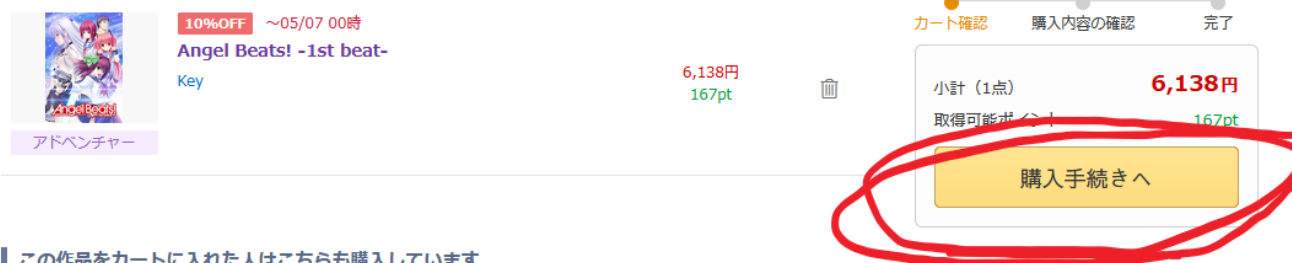 10%OFF ～05/07 00時
Angel Beats! -1st beat-
Key
アドベンチャー
Angel Beats!
6,138円
167pt
カート確認 購入内容の確認 完了
小計（1点） 6,138円
取得可能ポイント 167pt
購入手続きへ
この作品をカートに入れた人はこちらも購入しています